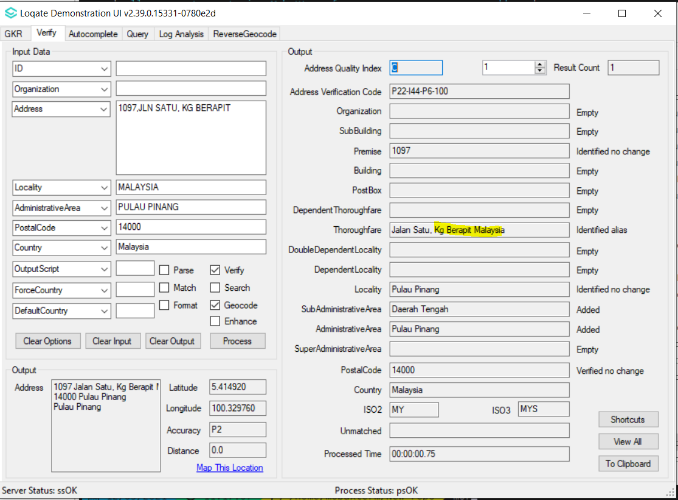 Loqate Demonstration UI v2.39.0.15331-0780e2d
GKR Verify Autocomplete Query Log Analysis ReverseGeocode
Input Data
ID
Organization
Address 1097,JLN SATU, KG BERAPIT
Locality MALAYSIA
AdministrativeArea PULAU PINANG
PostalCode 14000
Country Malaysia
OutputScript Parse Verify
ForceCountry Match Search
DefaultCountry Format Geocode
Enhance
Clear Options Clear Input Clear Output Process
Output
Address 1097 Jalan Satu, Kg Berapit
14000 Pulau Pinang
Pulau Pinang
Latitude 5.414920
Longitude 100.329760
Accuracy P2
Distance 0.0
Map This Location
Output
Address Quality Index C 1 Result Count 1
Address Verification Code P22-I44-P6-100
Organization Empty
SubBuilding Empty
Premise 1097 Identified no change
Building Empty
PostBox Empty
DependentThoroughfare Empty
Thoroughfare Jalan Satu, Kg Berapit Malaysia Identified alias
DoubleDependentLocality Empty
DependentLocality Empty
Locality Pulau Pinang Identified no change
SubAdministrativeArea Daerah Tengah Added
AdministrativeArea Pulau Pinang Added
SuperAdministrativeArea Empty
PostalCode 14000 Verified no change
Country Malaysia
ISO2 MY ISO3 MYS
Unmatched
Processed Time 00:00:00.75
Shortcuts
View All
To Clipboard
Server Status: ssOK Process Status: psOK